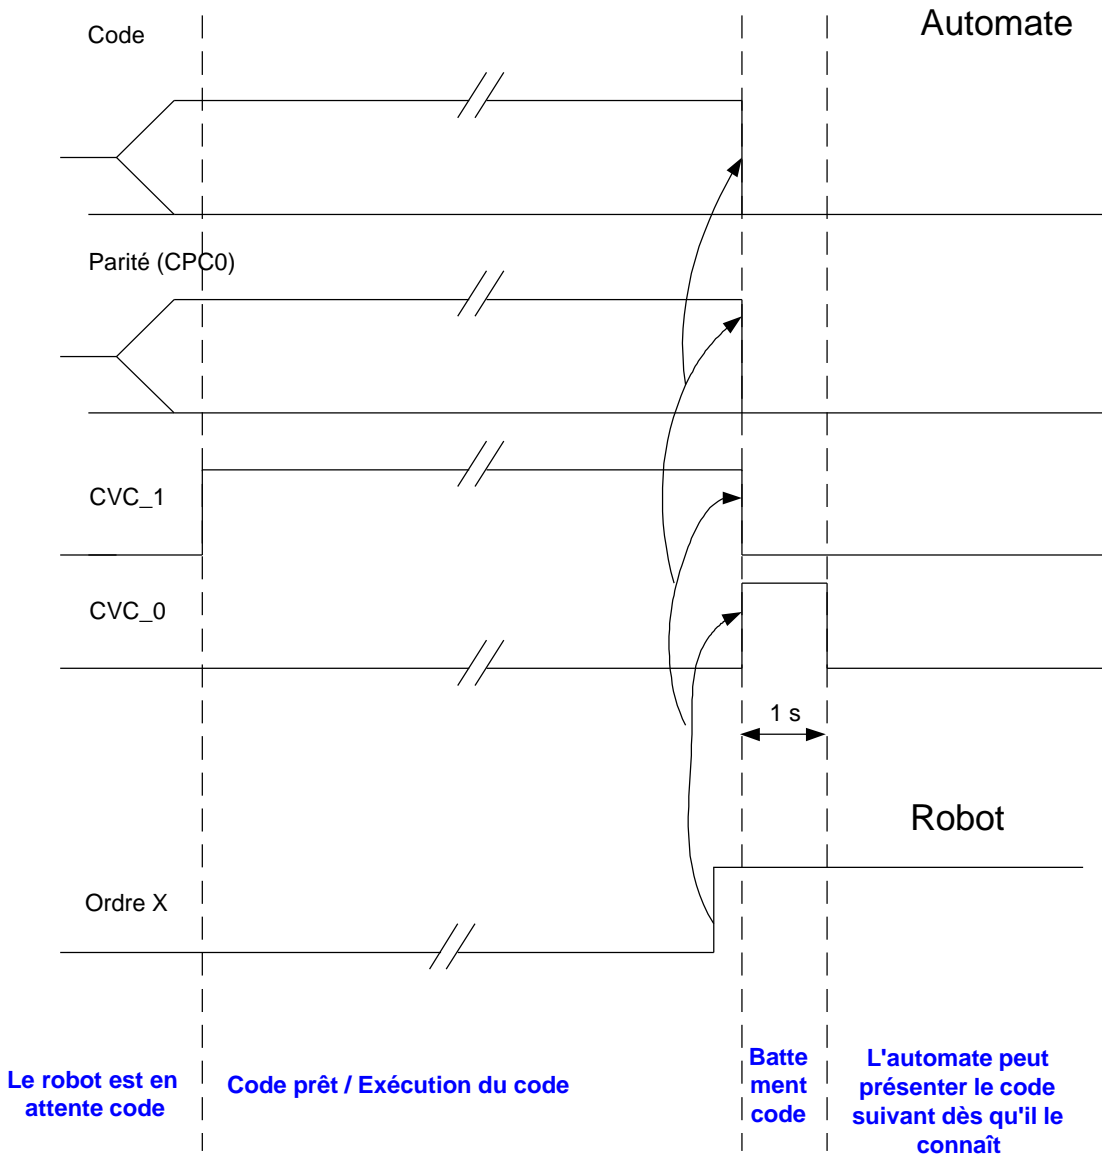 Code
Automate
Parité (CPC0)
CVC_1
CVC_0
1 s
Robot
Ordre X
Le robot est en
attente code
Code prêt / Exécution du code
Batte
ment
code
L'automate peut
présenter le code
suivant dès qu'il le
connaît